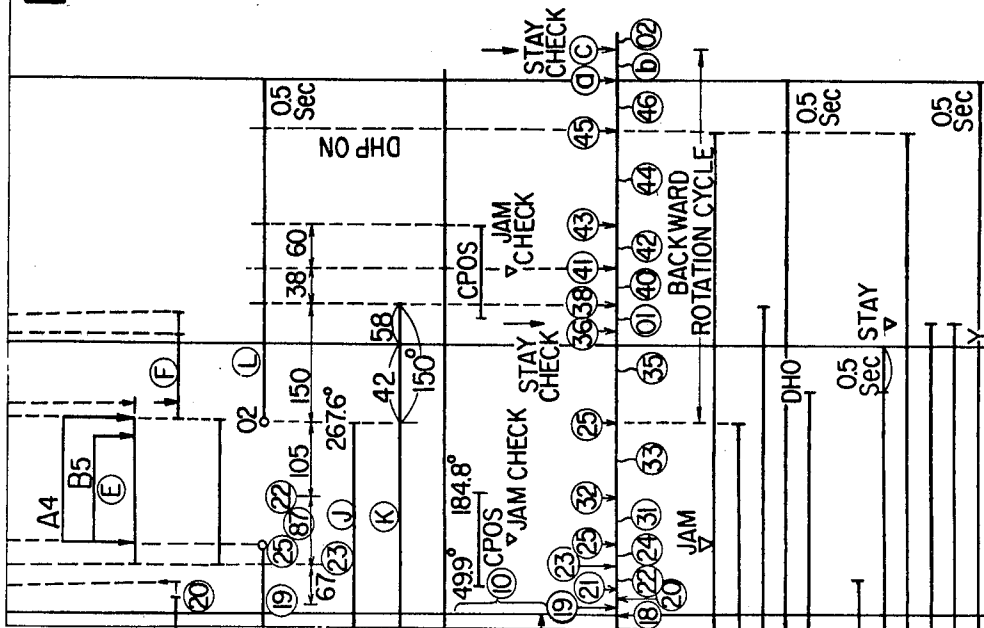 A4
B5
E
F
L
02
0.5 Sec
20
19
25
87
22
67
23
105
150
38
60
DHP ON
J
267.6°
42
58
150°
K
49.9°
184.8°
CPOS
10
JAM CHECK
CPOS
JAM CHECK
STAY CHECK
STAY CHECK
19
21
23
25
32
25
36
38
41
43
45
a
c
18
20
22
24
31
33
35
01
40
42
44
46
b
02
BACKWARD ROTATION CYCLE
JAM
DHO
0.5 Sec
0.5 Sec
STAY
0.5 Sec
Y